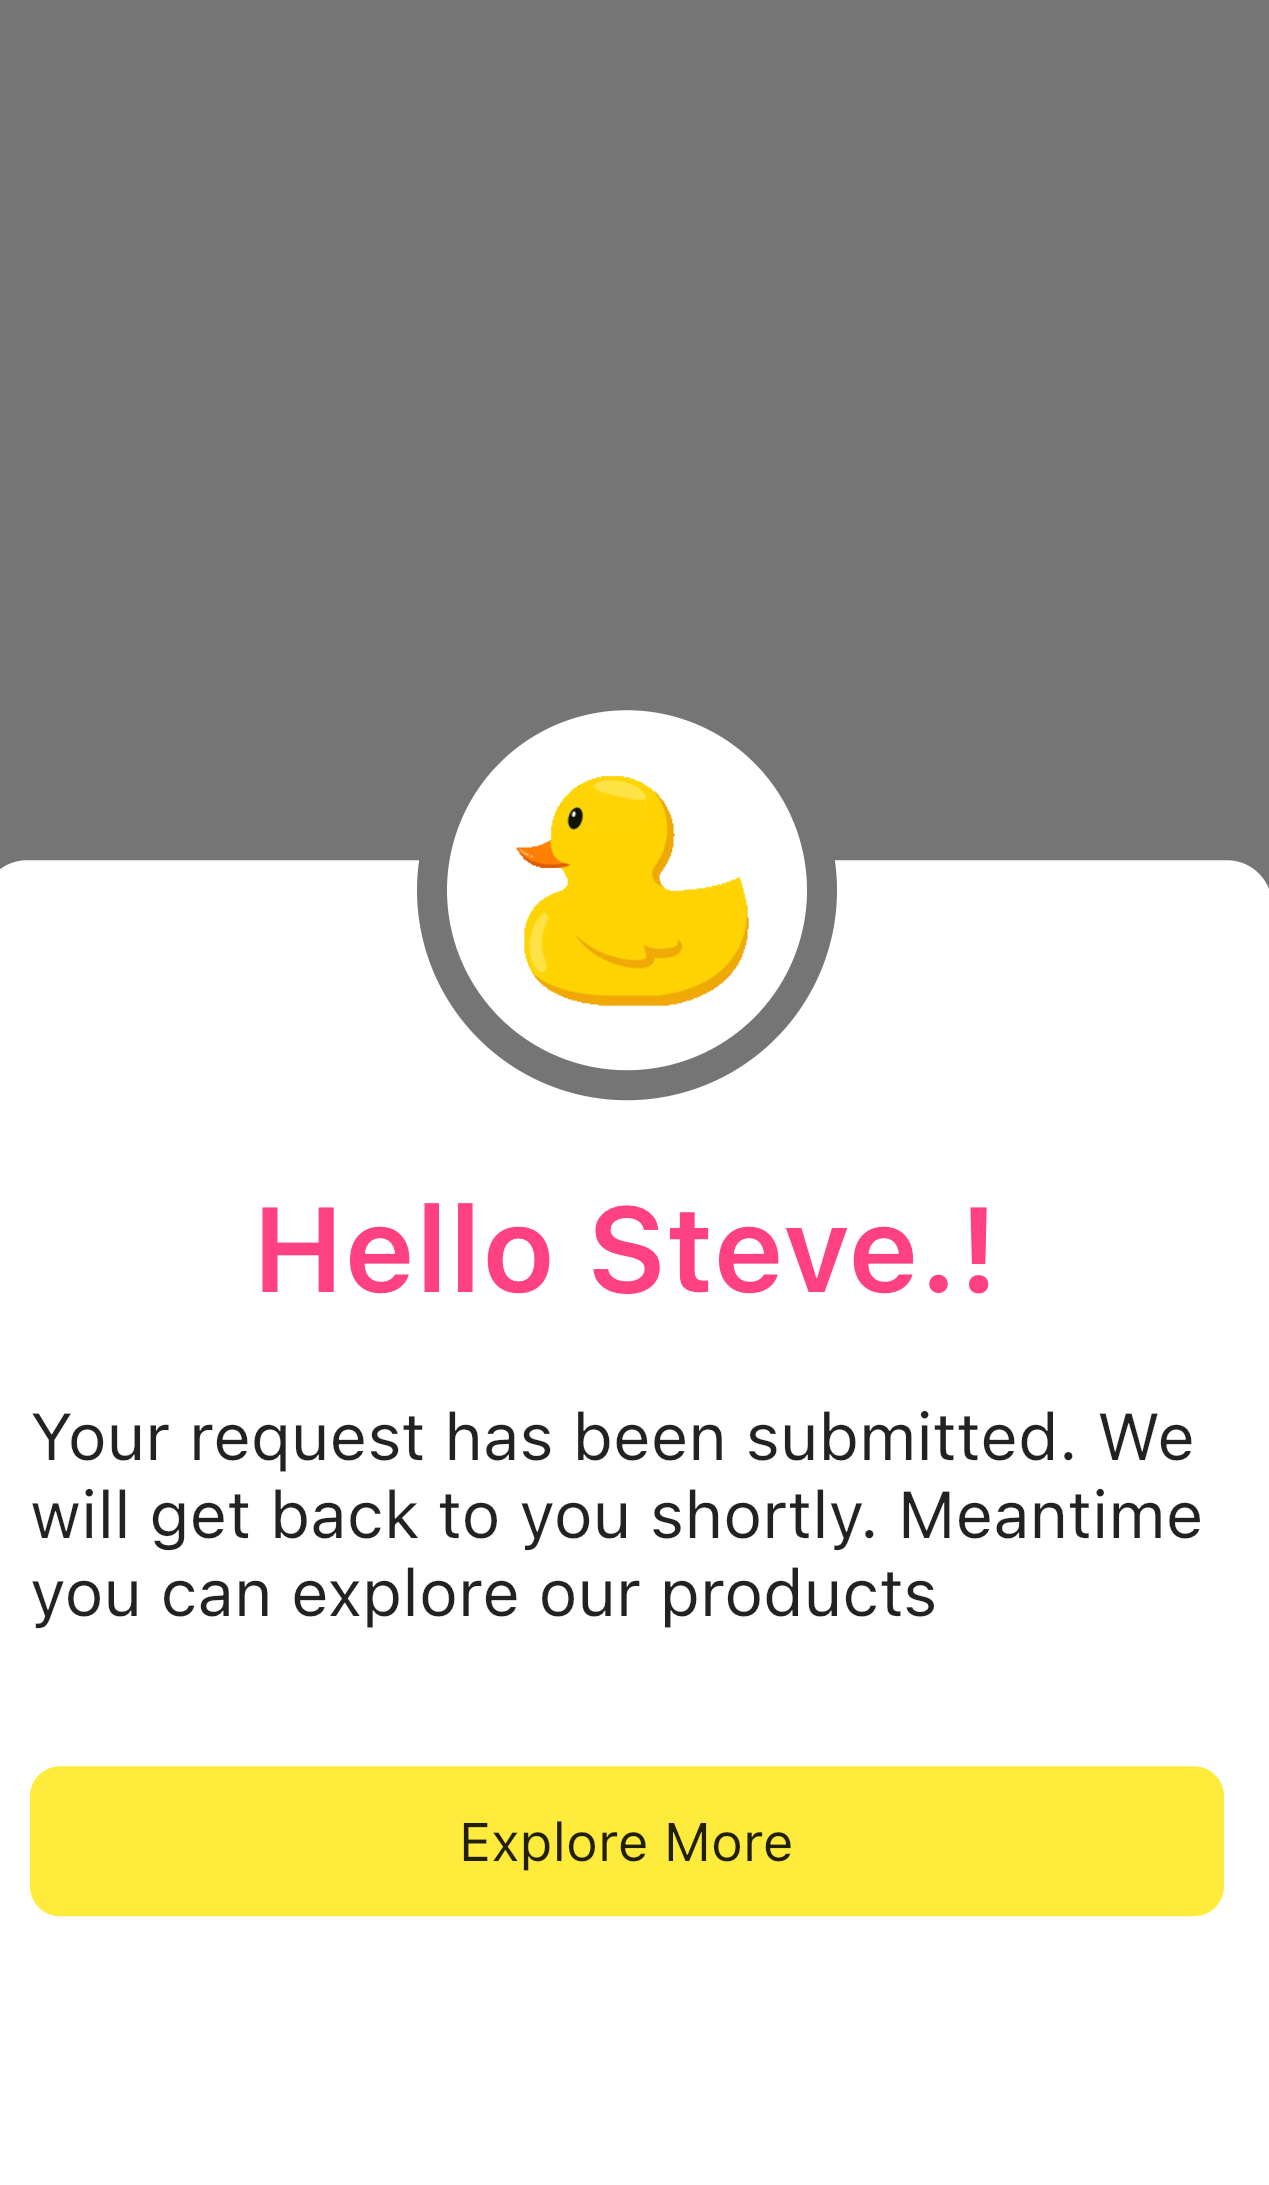 Hello Steve.!
Your request has been submitted. We
will get back to you shortly. Meantime
you can explore our products
Explore More